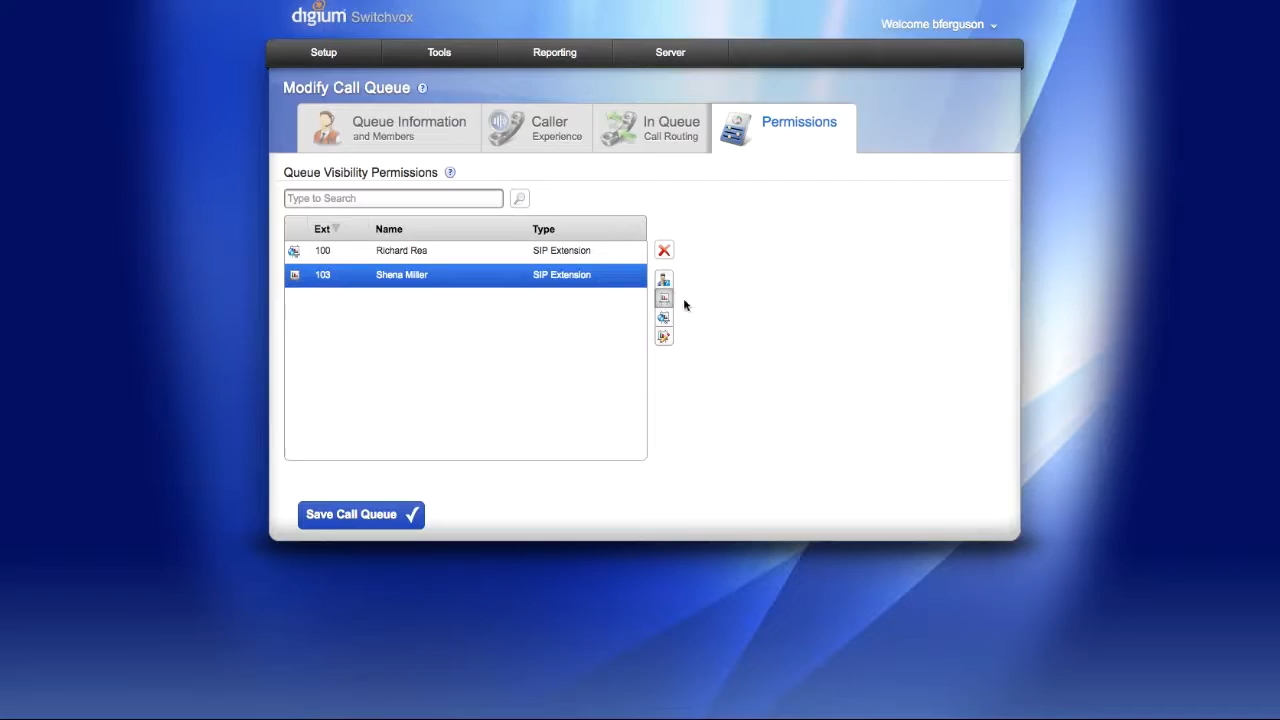 digium Switchvox
Welcome bferguson
Setup Tools Reporting Server
Modify Call Queue ?
Queue Information
and Members
Caller
Experience
In Queue
Call Routing
Permissions
Queue Visibility Permissions ?
Type to Search
Ext Name Type
100 Richard Rea SIP Extension
103 Shena Miller SIP Extension
Save Call Queue